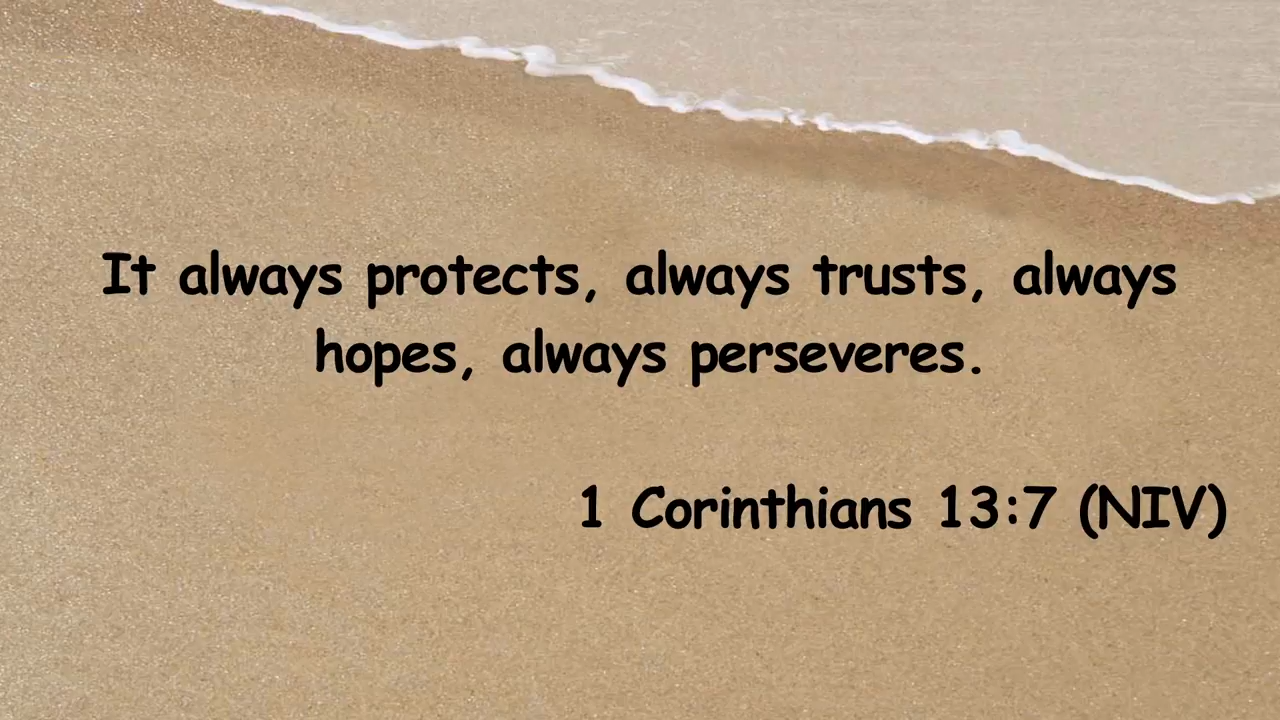 It always protects, always trusts, always
hopes, always perseveres.
1 Corinthians 13:7 (NIV)